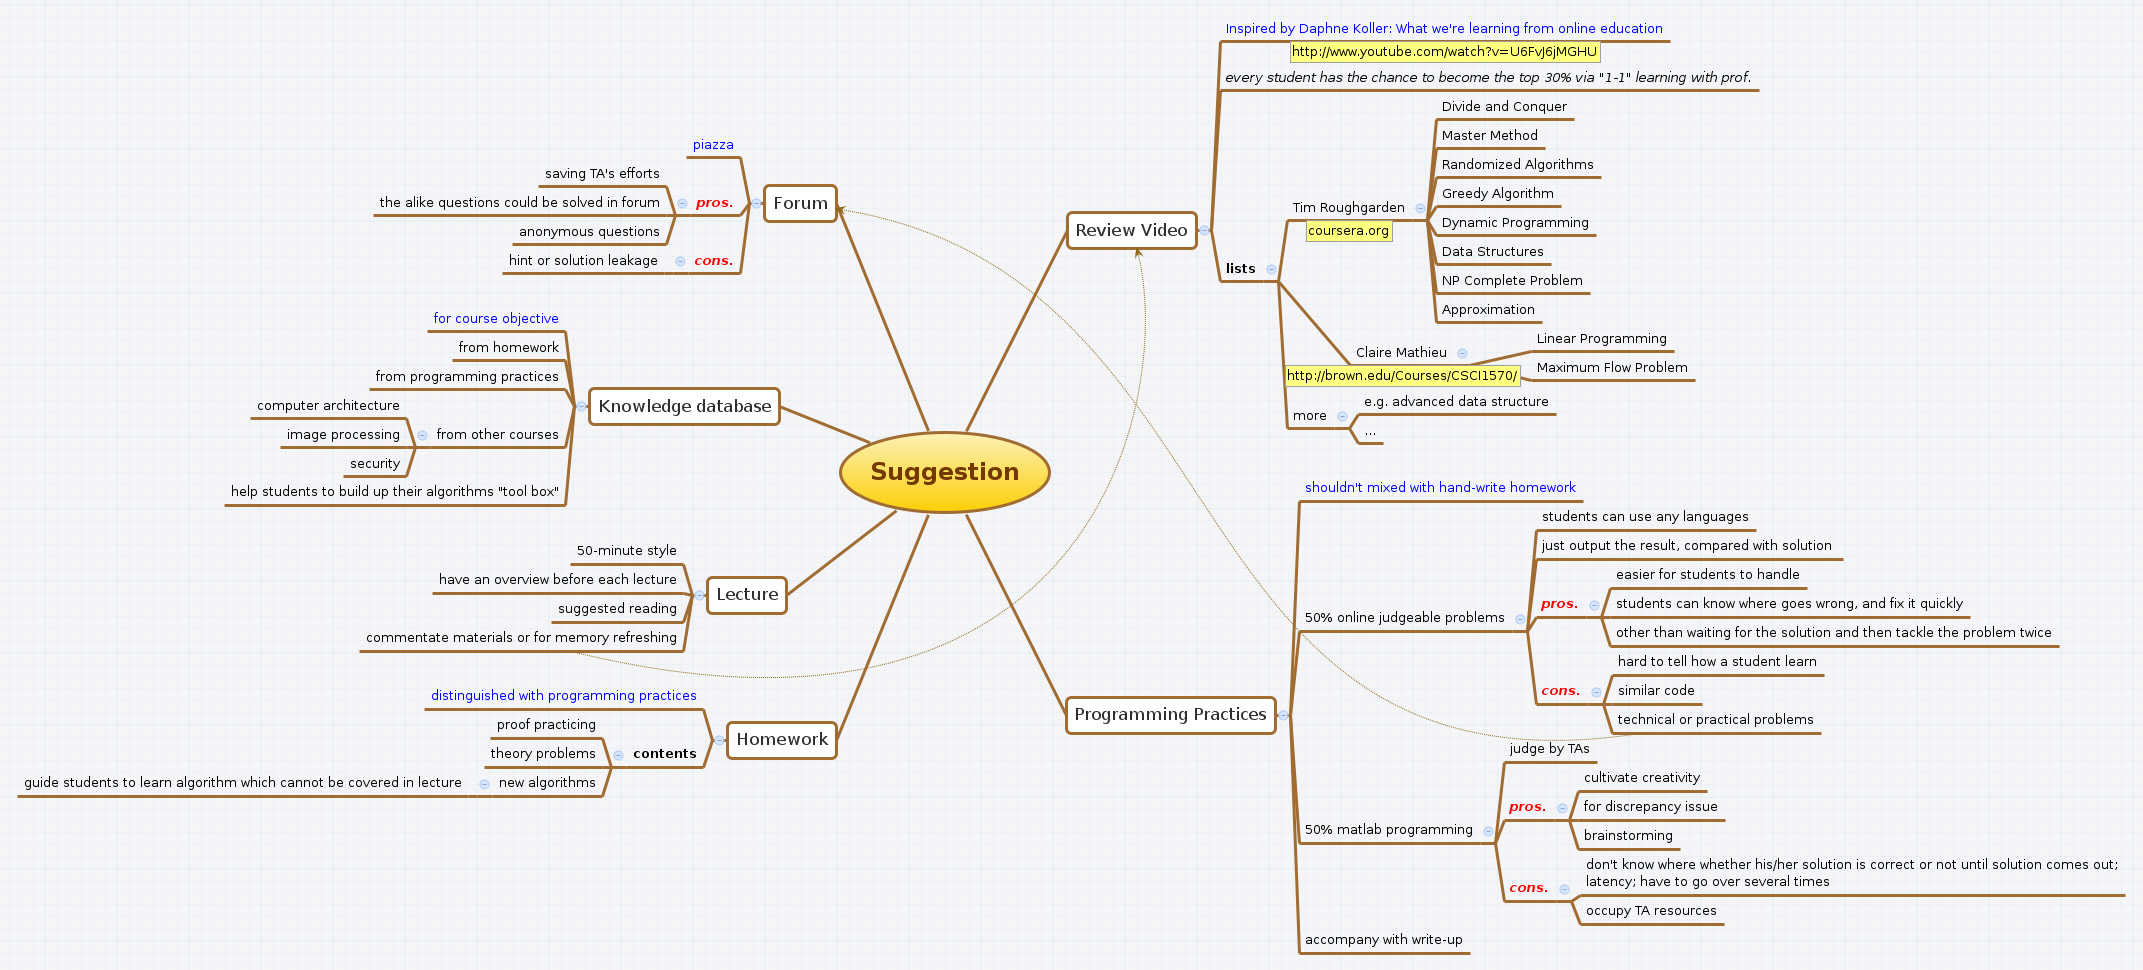 Suggestion
Forum
piazza
pros.
saving TA's efforts
the alike questions could be solved in forum
anonymous questions
cons.
hint or solution leakage
Knowledge database
for course objective
from homework
from programming practices
from other courses
computer architecture
image processing
security
help students to build up their algorithms "tool box"
Lecture
50-minute style
have an overview before each lecture
suggested reading
commentate materials or for memory refreshing
Homework
distinguished with programming practices
contents
proof practicing
theory problems
new algorithms
guide students to learn algorithm which cannot be covered in lecture
Review Video
Inspired by Daphne Koller: What we're learning from online education
http://www.youtube.com/watch?v=U6FvJ6jMGHU
every student has the chance to become the top 30% via "1-1" learning with prof.
lists
Tim Roughgarden
coursera.org
Divide and Conquer
Master Method
Randomized Algorithms
Greedy Algorithm
Dynamic Programming
Data Structures
NP Complete Problem
Approximation
Claire Mathieu
http://brown.edu/Courses/CSCI1570/
Linear Programming
Maximum Flow Problem
more
e.g. advanced data structure
...
Programming Practices
shouldn't mixed with hand-write homework
50% online judgeable problems
students can use any languages
just output the result, compared with solution
pros.
easier for students to handle
students can know where goes wrong, and fix it quickly
other than waiting for the solution and then tackle the problem twice
cons.
hard to tell how a student learn
similar code
technical or practical problems
50% matlab programming
judge by TAs
pros.
cultivate creativity
for discrepancy issue
brainstorming
cons.
don't know where whether his/her solution is correct or not until solution comes out;
latency; have to go over several times
occupy TA resources
accompany with write-up